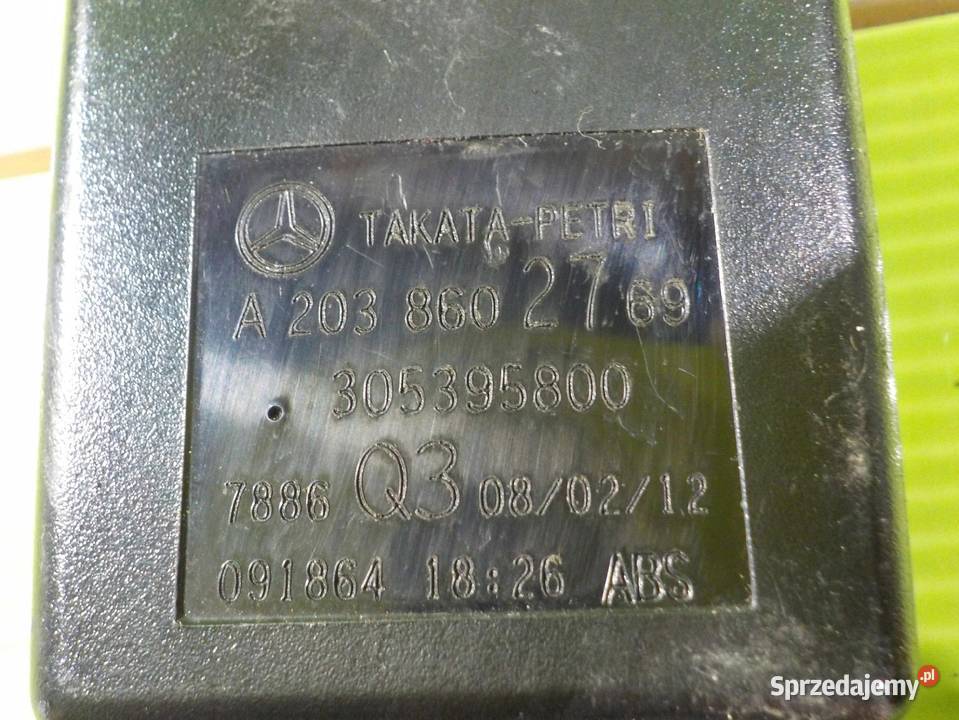 TAKATA-PETRI
A 203 860 27 69
305395800
7886 Q3 08/02/12
091864 18:26 ABS
Sprzedajemy.pl